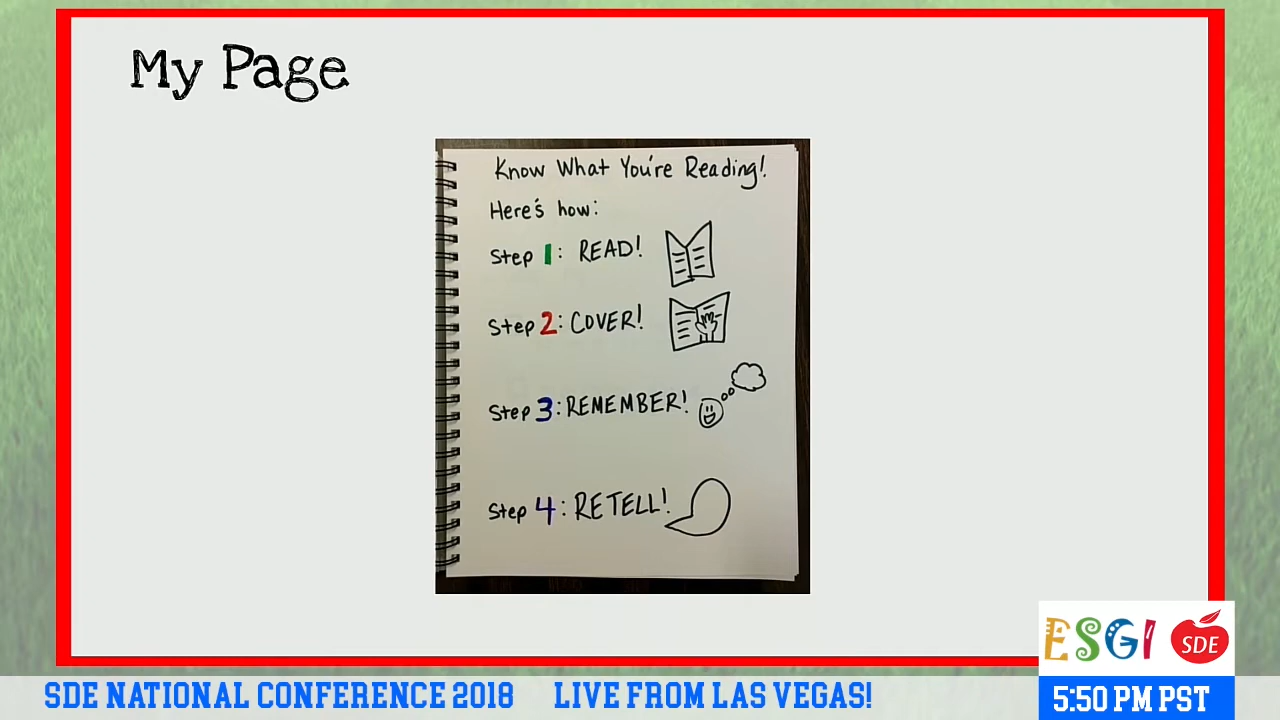 My Page
Know What You're Reading!
Here's how:
Step 1: READ!
Step 2: COVER!
Step 3: REMEMBER!
Step 4: RETELL!
ESGI SDE
SDE NATIONAL CONFERENCE 2018 LIVE FROM LAS VEGAS! 5:50 PM PST